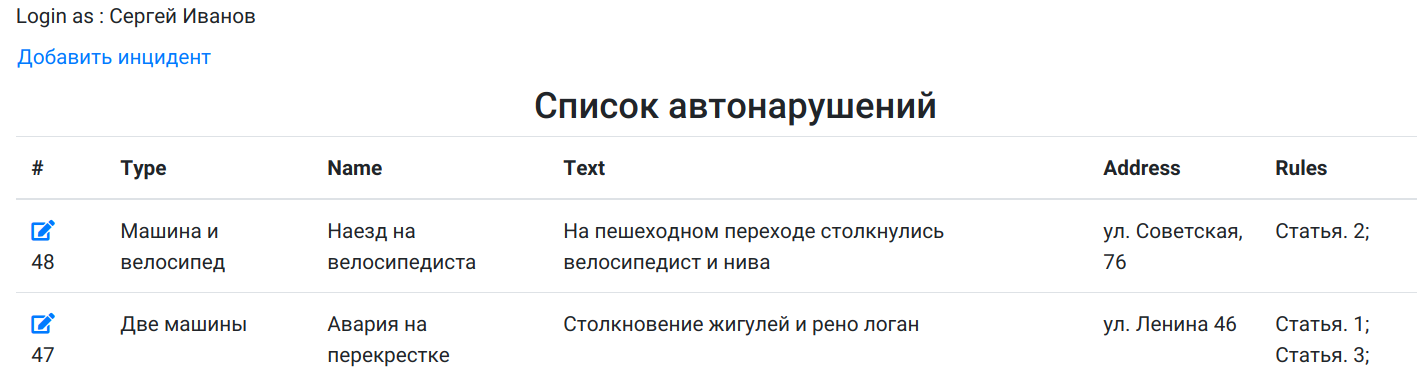 Login as : Сергей Иванов
Добавить инцидент
Список автонарушений
# Type Name Text Address Rules
Машина и Наезд на На пешеходном переходе столкнулись ул. Советская, Статья. 2;
48 велосипед велосипедиста велосипедист и нива 76
Две машины Авария на Столкновение жигулей и рено логан ул. Ленина 46 Статья. 1;
47 перекрестке Статья. 3;